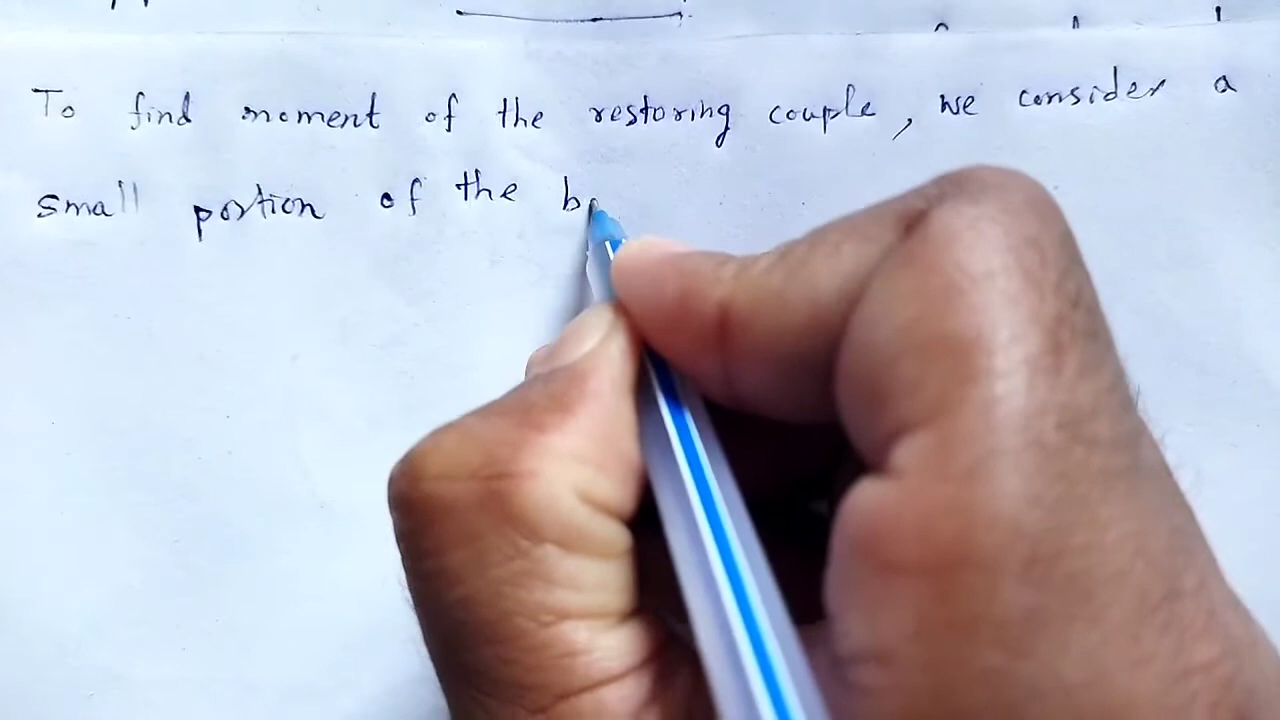 To find moment of the restoring couple, we consider a
small portion of the b